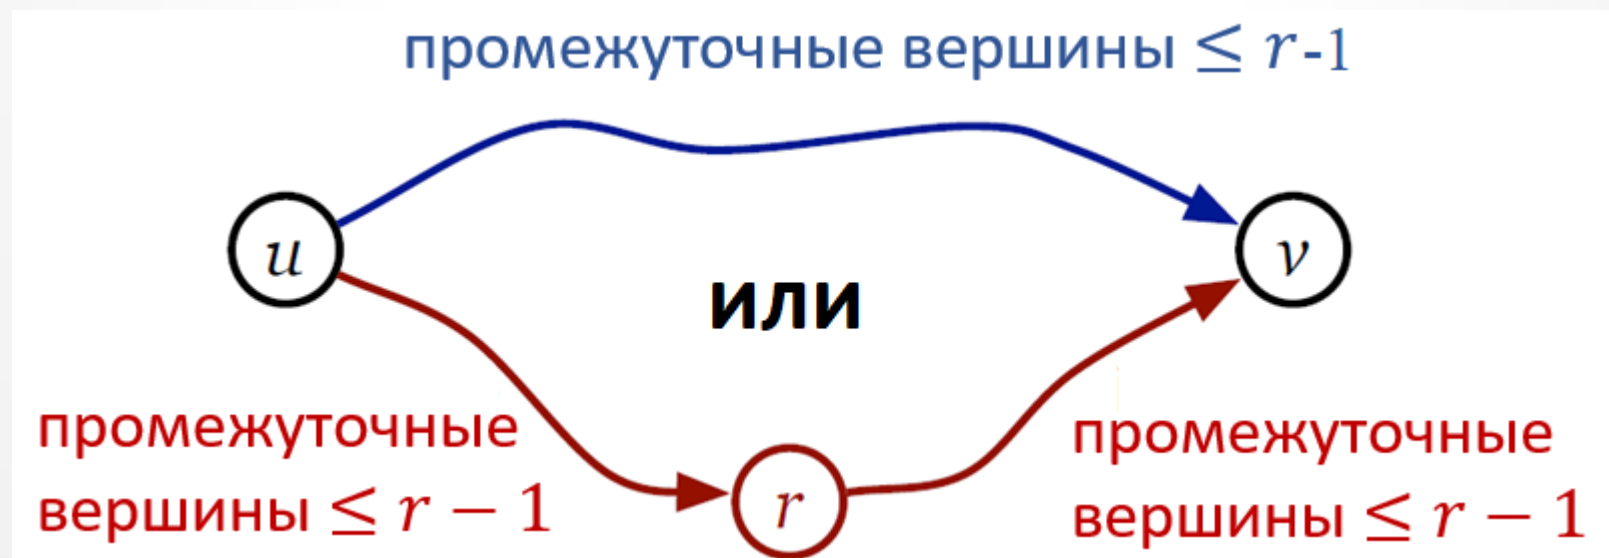 промежуточные вершины ≤ r-1
u
v
или
промежуточные
вершины ≤ r − 1
r
промежуточные
вершины ≤ r − 1